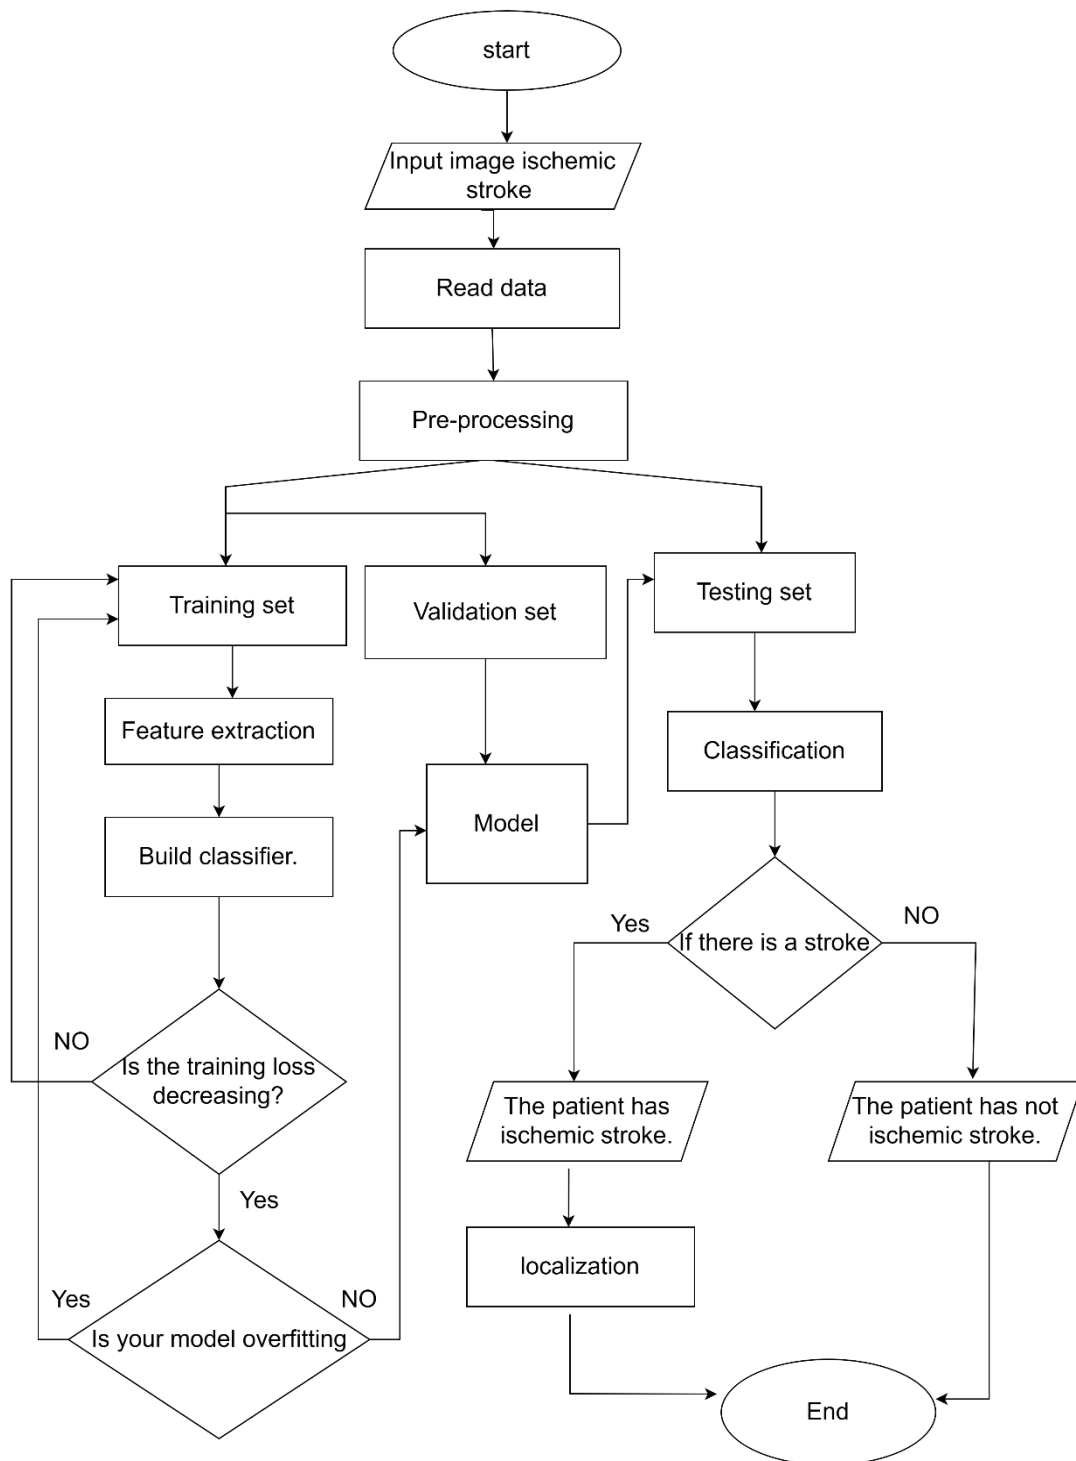 start
Input image ischemic
stroke
Read data
Pre-processing
Training set
Validation set
Testing set
Feature extraction
Classification
Model
Build classifier.
Yes
NO
If there is a stroke
NO
Is the training loss
decreasing?
The patient has
ischemic stroke.
The patient has not
ischemic stroke.
Yes
localization
Yes
NO
Is your model overfitting
End